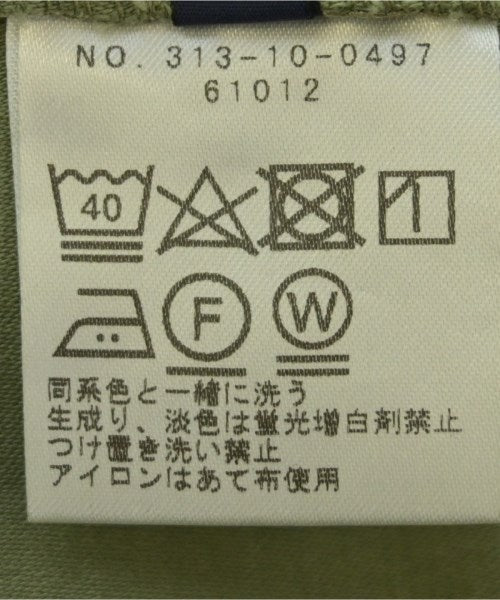 NO. 313-10-0497
61012
40
F W
同系色と一緒に洗う
生成り、淡色は蛍光増白剤禁止
つけ置き洗い禁止
アイロンはあて布使用